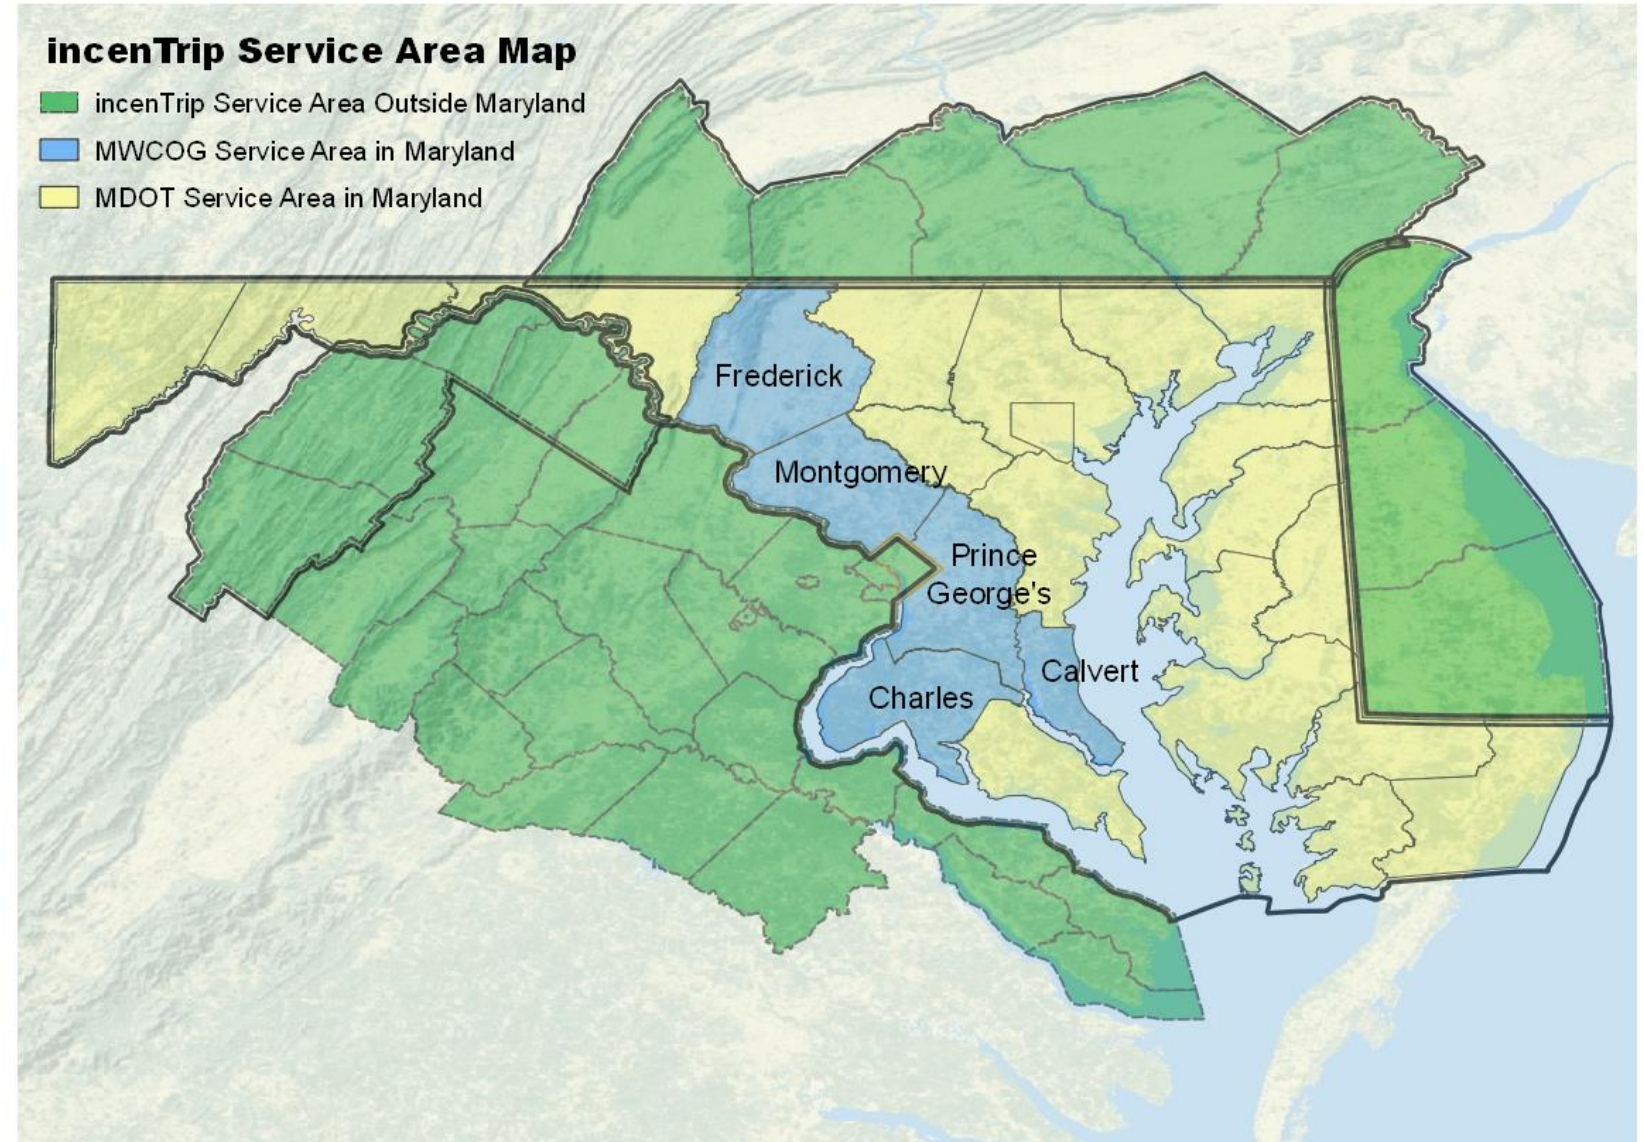 incenTrip Service Area Map
incenTrip Service Area Outside Maryland
MWCOG Service Area in Maryland
MDOT Service Area in Maryland
Frederick
Montgomery
Prince
George's
Calvert
Charles